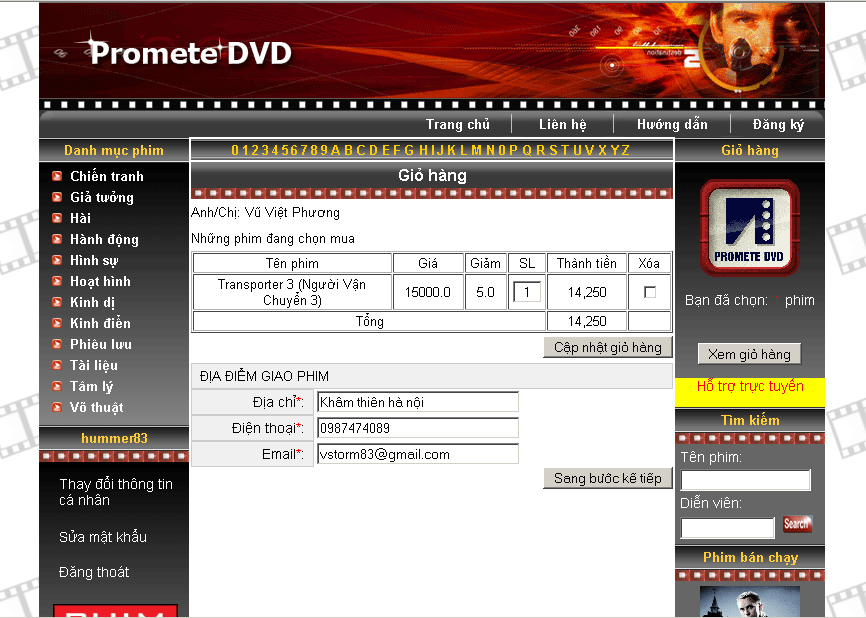 Promete DVD
Trang chủ
Liên hệ
Hướng dẫn
Đăng ký
Danh mục phim
0 1 2 3 4 5 6 7 8 9 A B C D E F G H I J K L M N O P Q R S T U V X Y Z
Giỏ hàng
Chiến tranh
Giả tưởng
Hài
Hành động
Hình sự
Hoạt hình
Kinh dị
Kinh điển
Phiêu lưu
Tài liệu
Tâm lý
Võ thuật
hummer83
Thay đổi thông tin
cá nhân
Sửa mật khẩu
Đăng thoát
Giỏ hàng
Anh/Chị: Vũ Việt Phương
Những phim đang chọn mua
Tên phim Giá Giảm SL Thành tiền Xóa
Transporter 3 (Người Vận
Chuyển 3) 15000.0 5.0 1 14,250
Tổng 14,250
Cập nhật giỏ hàng
ĐỊA ĐIỂM GIAO PHIM
Địa chỉ*: Khâm thiên hà nội
Điện thoại*: 0987474089
Email*: vstorm83@gmail.com
Sang bước kế tiếp
PROMETE DVD
Bạn đã chọn: phim
Xem giỏ hàng
Hỗ trợ trực tuyến
Tìm kiếm
Tên phim:
Diễn viên:
Search
Phim bán chạy